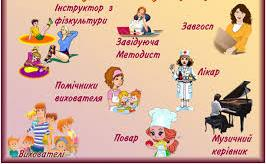 Інструктор з
фізкультури
Завідуюча
Методист
Завгосп
Помічники
вихователя
Лікар
Вихователі
Повар
Музичний
керівник